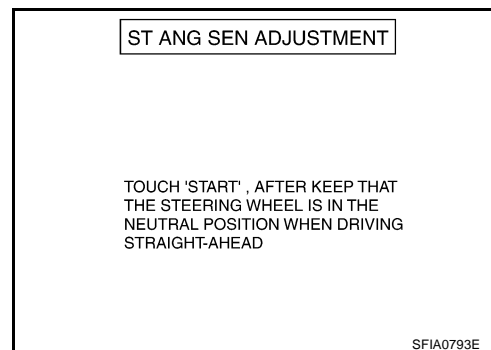 ST ANG SEN ADJUSTMENT
TOUCH 'START' , AFTER KEEP THAT
THE STEERING WHEEL IS IN THE
NEUTRAL POSITION WHEN DRIVING
STRAIGHT-AHEAD
SFIA0793E